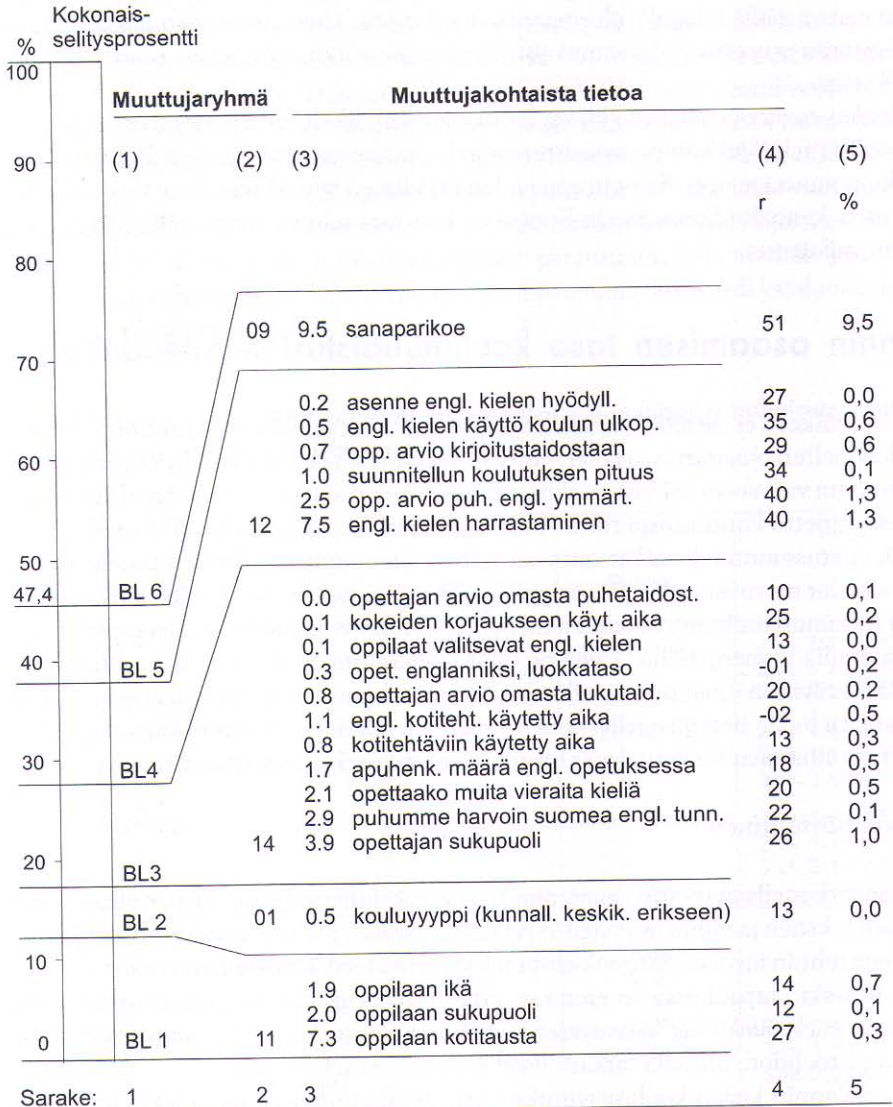 Kokonais-
selitysprosentti
%
100
Muuttujaryhmä Muuttujakohtaista tietoa
90 (1) (2) (3) (4) (5)
r %
80
09 9.5 sanaparikoe 51 9,5
70
0.2 asenne engl. kielen hyödyll. 27 0,0
0.5 engl. kielen käyttö koulun ulkop. 35 0,6
0.7 opp. arvio kirjoitustaidostaan 29 0,6
60
1.0 suunnitellun koulutuksen pituus 34 0,1
2.5 opp. arvio puh. engl. ymmärt. 40 1,3
12 7.5 engl. kielen harrastaminen 40 1,3
50
47,4 BL 6
0.0 opettajan arvio omasta puhetaidost. 10 0,1
0.1 kokeiden korjaukseen käyt. aika 25 0,2
0.1 oppilaat valitsevat engl. kielen 13 0,0
40 BL 5
0.3 opet. englanniksi, luokkataso -01 0,2
0.8 opettajan arvio omasta lukutaid. 20 0,2
1.1 engl. kotiteht. käytetty aika 02 0,5
0.8 kotitehtäviin käytetty aika 13 0,3
30 BL4
1.7 apuhenk. määrä engl. opetuksessa 18 0,5
2.1 opettaako muita vieraita kieliä 20 0,5
2.9 puhumme harvoin suomea engl. tunn. 22 0,1
14 3.9 opettajan sukupuoli 26 1,0
20 BL3
BL 2 01 0.5 kouluyyyppi (kunnall. keskik. erikseen) 13 0,0
10
1.9 oppilaan ikä 14 0,7
2.0 oppilaan sukupuoli 12 0,1
0 BL 1 11 7.3 oppilaan kotitausta 27 0,3
Sarake: 1 2 3 4 5